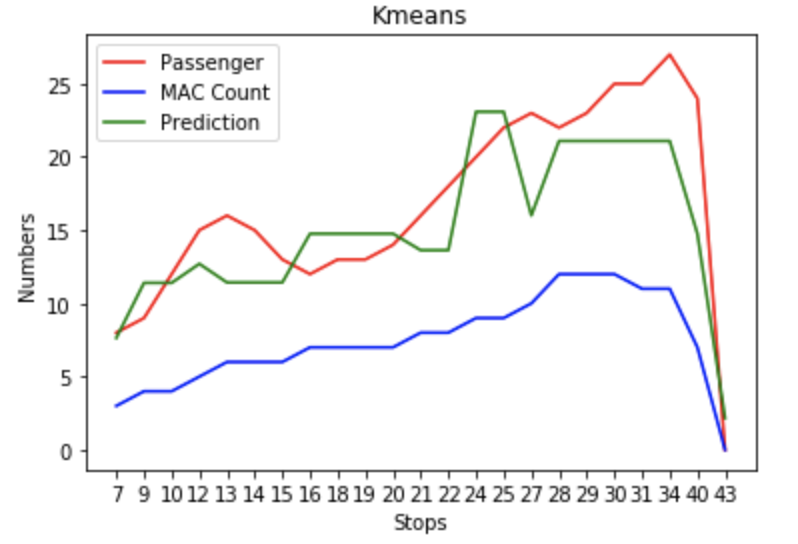 Kmeans
Passenger
MAC Count
Prediction
25
20
15
10
5
0
Numbers
7 9 10 12 13 14 15 16 18 19 20 21 22 24 25 27 28 29 30 31 34 40 43
Stops